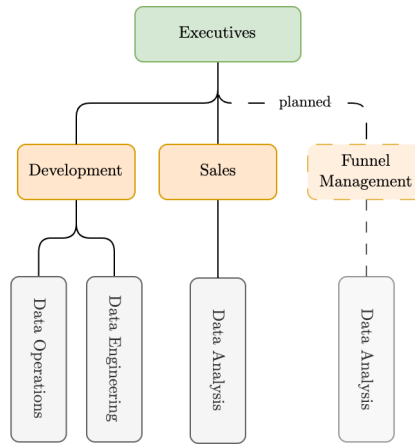 Executives
planned
Development
Sales
Funnel
Management
Data Operations
Data Engineering
Data Analysis
Data Analysis